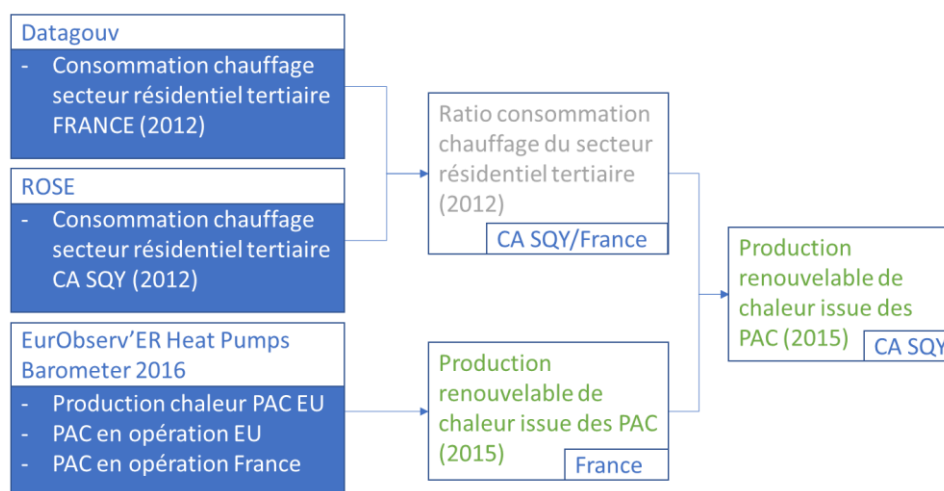 Datagouv
- Consommation chauffage
secteur résidentiel tertiaire
FRANCE (2012)
ROSE
- Consommation chauffage
secteur résidentiel tertiaire
CA SQY (2012)
EurObserv’ER Heat Pumps
Barometer 2016
- Production chaleur PAC EU
- PAC en opération EU
- PAC en opération France
Ratio consommation
chauffage du secteur
résidentiel tertiaire
(2012)
CA SQY/France
Production
renouvelable de
chaleur issue des PAC
(2015)
France
Production
renouvelable de
chaleur issue des
PAC (2015)
CA SQY